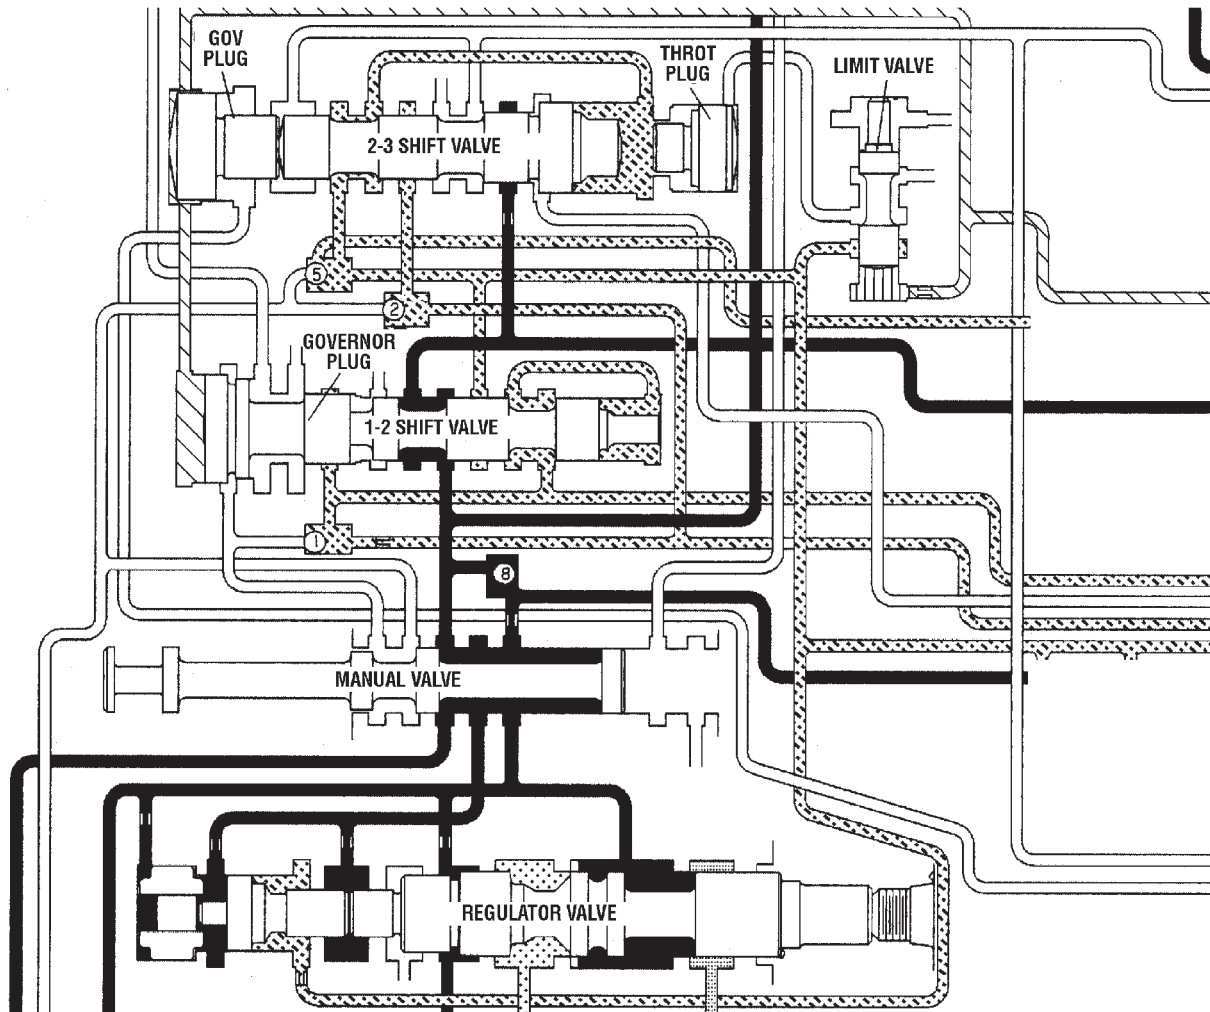 GOV
PLUG
THROT
PLUG
LIMIT VALVE
2-3 SHIFT VALVE
5
2
GOVERNOR
PLUG
1-2 SHIFT VALVE
1
8
MANUAL VALVE
REGULATOR VALVE